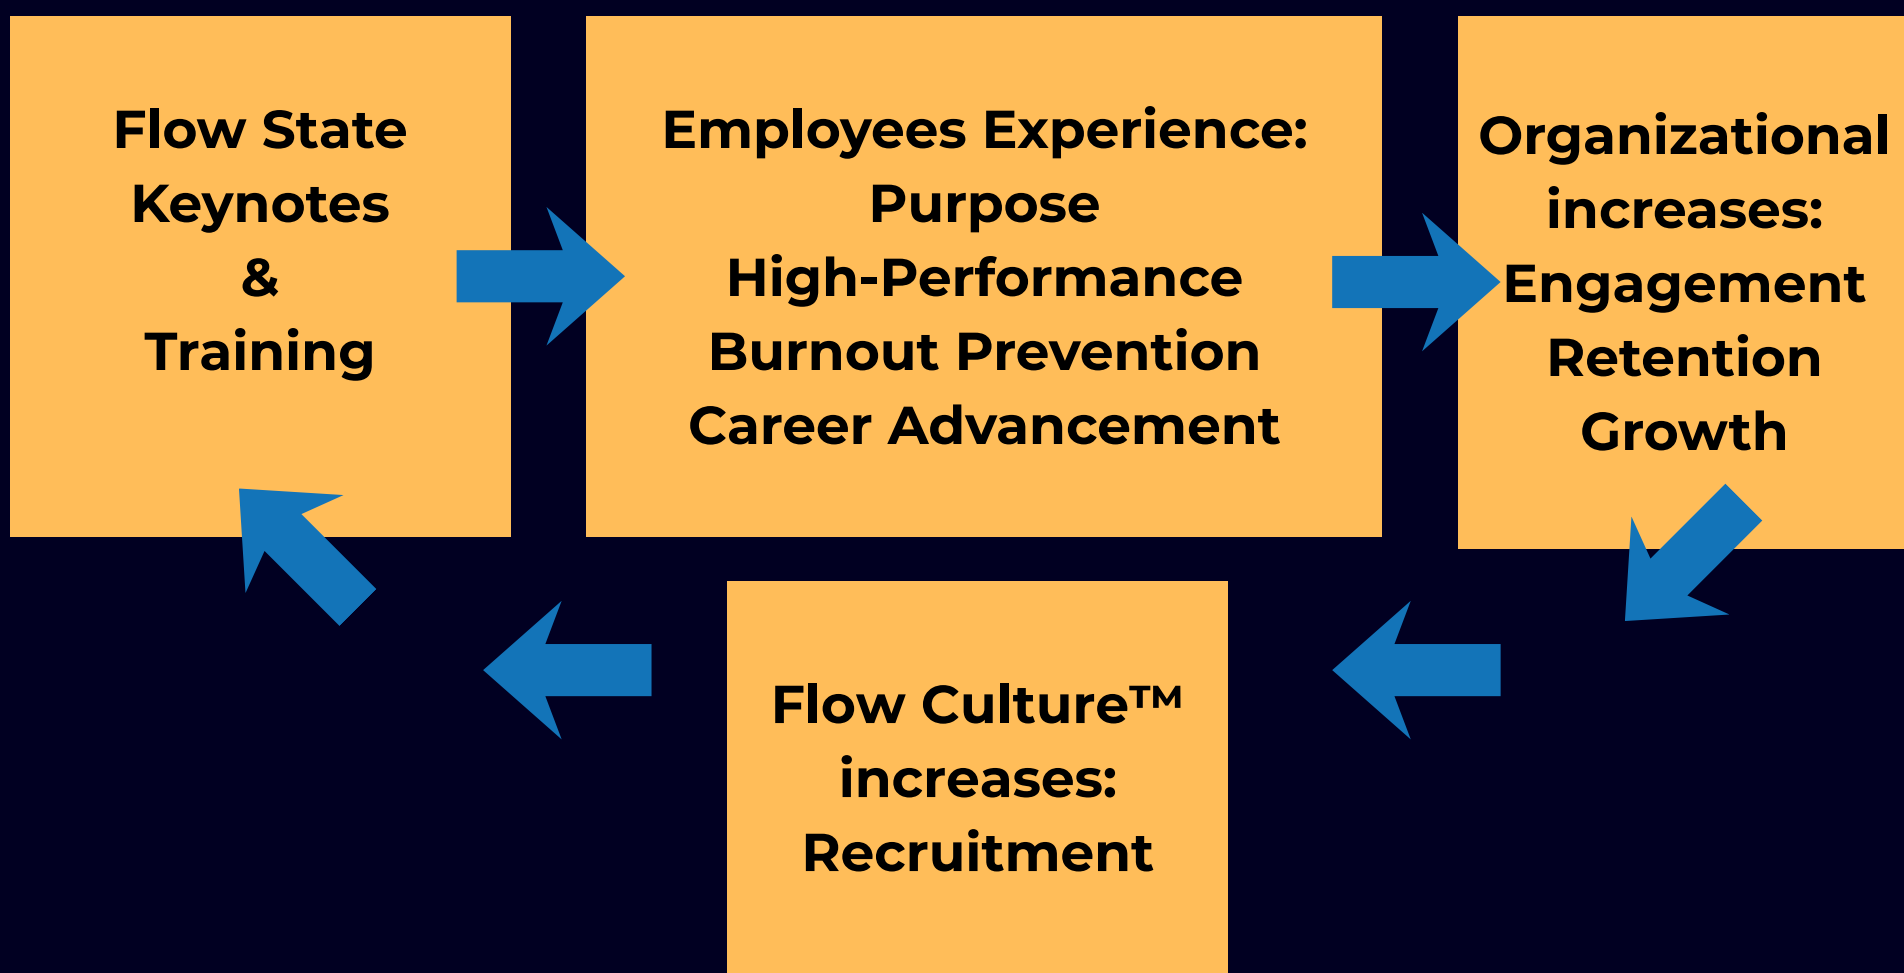 Flow State
Keynotes
&
Training
Employees Experience:
Purpose
High-Performance
Burnout Prevention
Career Advancement
Organizational
increases:
Engagement
Retention
Growth
Flow Culture™
increases:
Recruitment